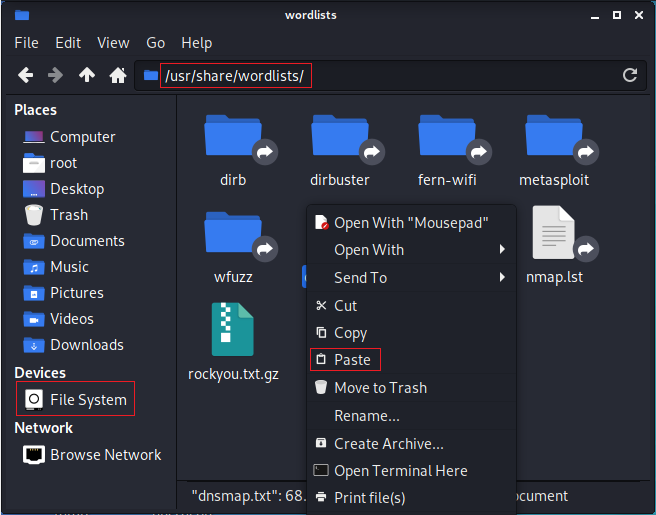 wordlists
File Edit View Go Help
/usr/share/wordlists/
Places
Computer
root
Desktop
Trash
Documents
Music
Pictures
Videos
Downloads
Devices
File System
Network
Browse Network
dirb dirbuster fern-wifi metasploit
wfuzz nmap.lst
rockyou.txt.gz
Open With "Mousepad"
Open With
Send To
Cut
Copy
Paste
Move to Trash
Rename...
Create Archive...
Open Terminal Here
Print file(s)
"dnsmap.txt": 68. ocument